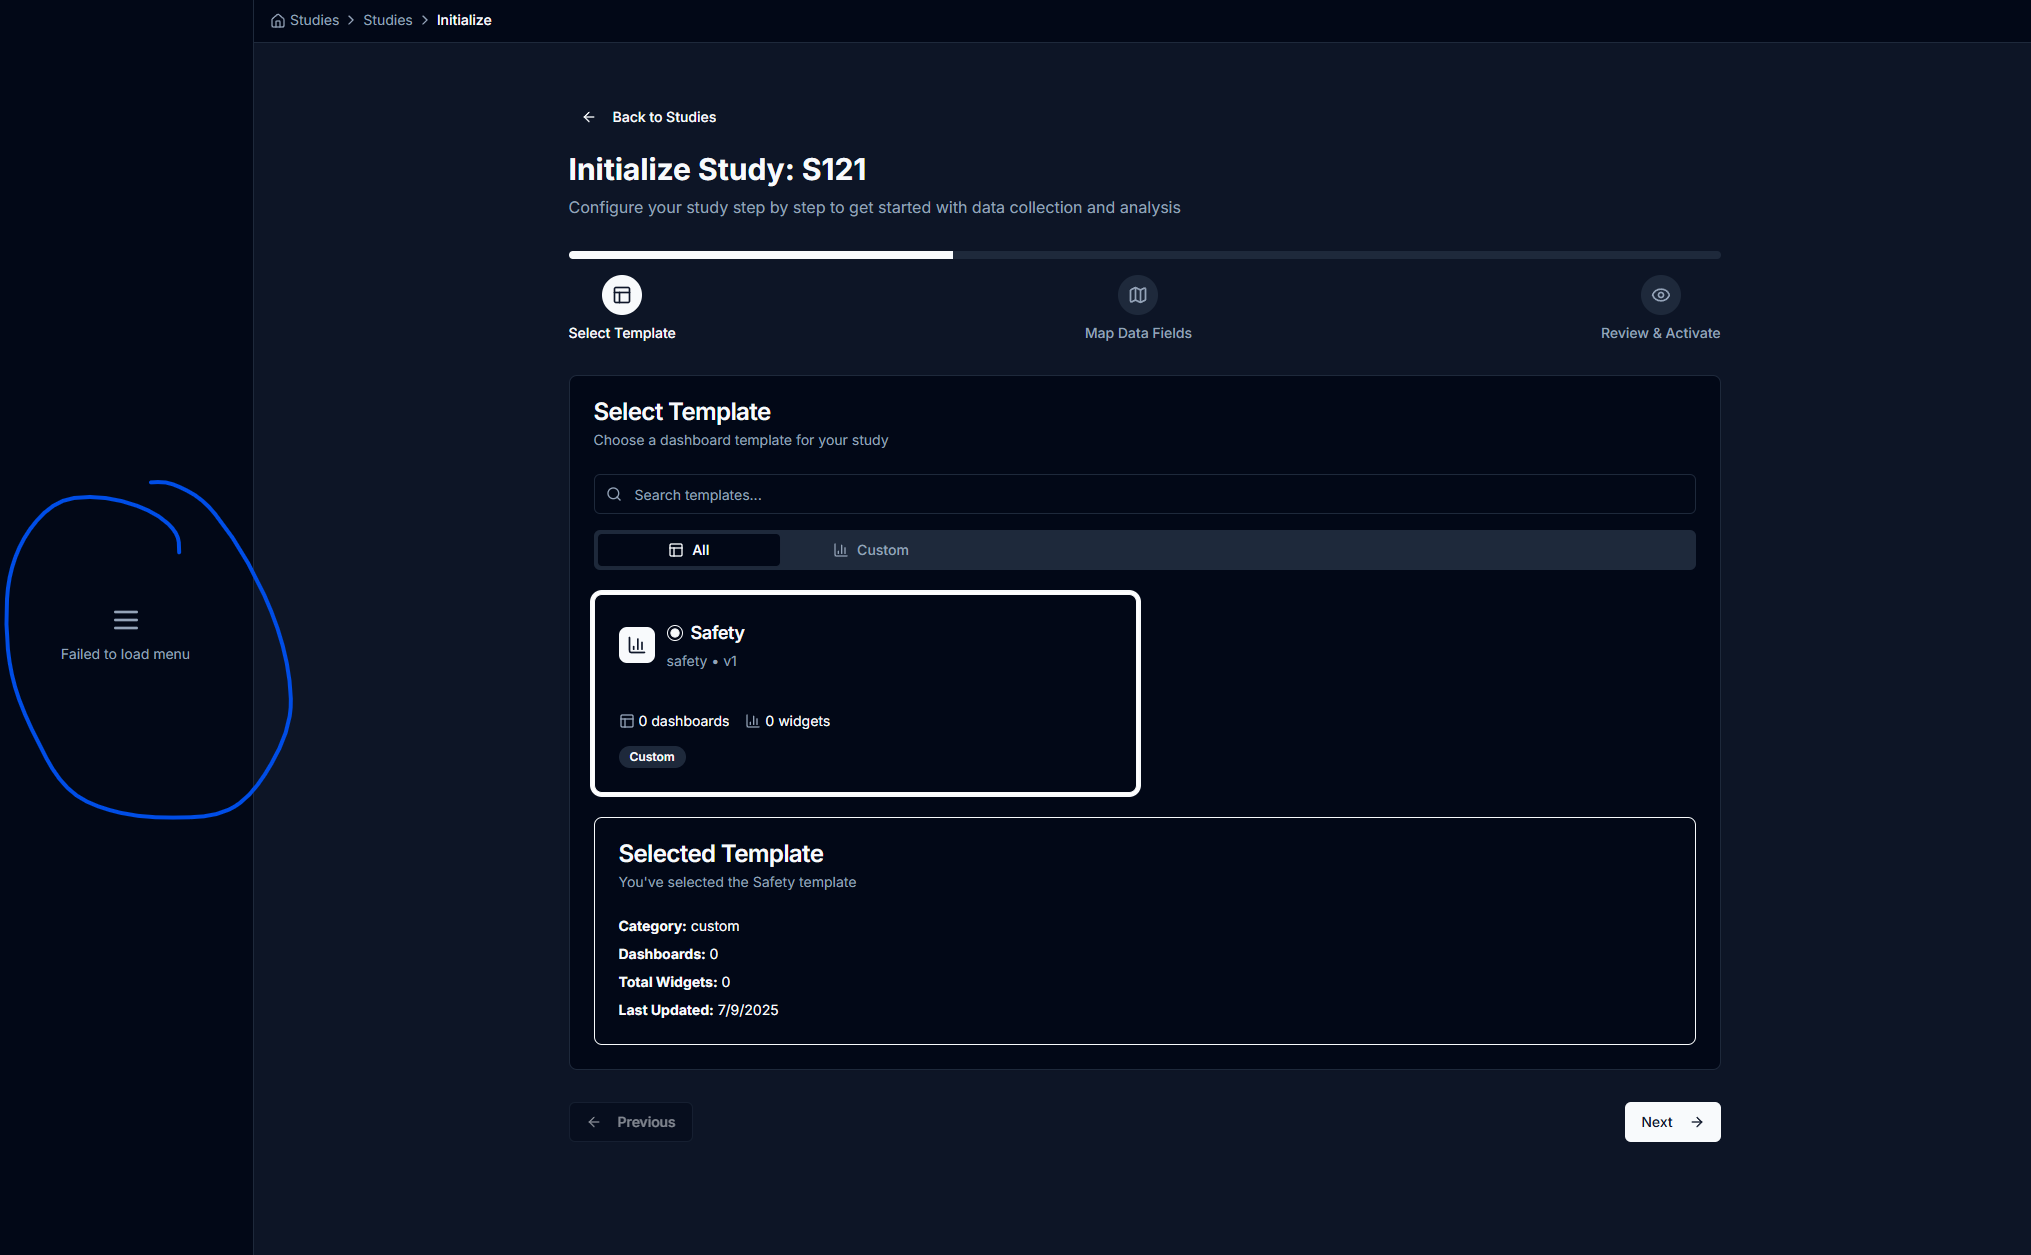 Studies > Studies > Initialize
Back to Studies
Initialize Study: S121
Configure your study step by step to get started with data collection and analysis
Select Template
Map Data Fields
Review & Activate
Select Template
Choose a dashboard template for your study
Search templates...
All
Custom
Safety
safety • v1
0 dashboards
0 widgets
Custom
Selected Template
You've selected the Safety template
Category: custom
Dashboards: 0
Total Widgets: 0
Last Updated: 7/9/2025
Previous
Next
Failed to load menu